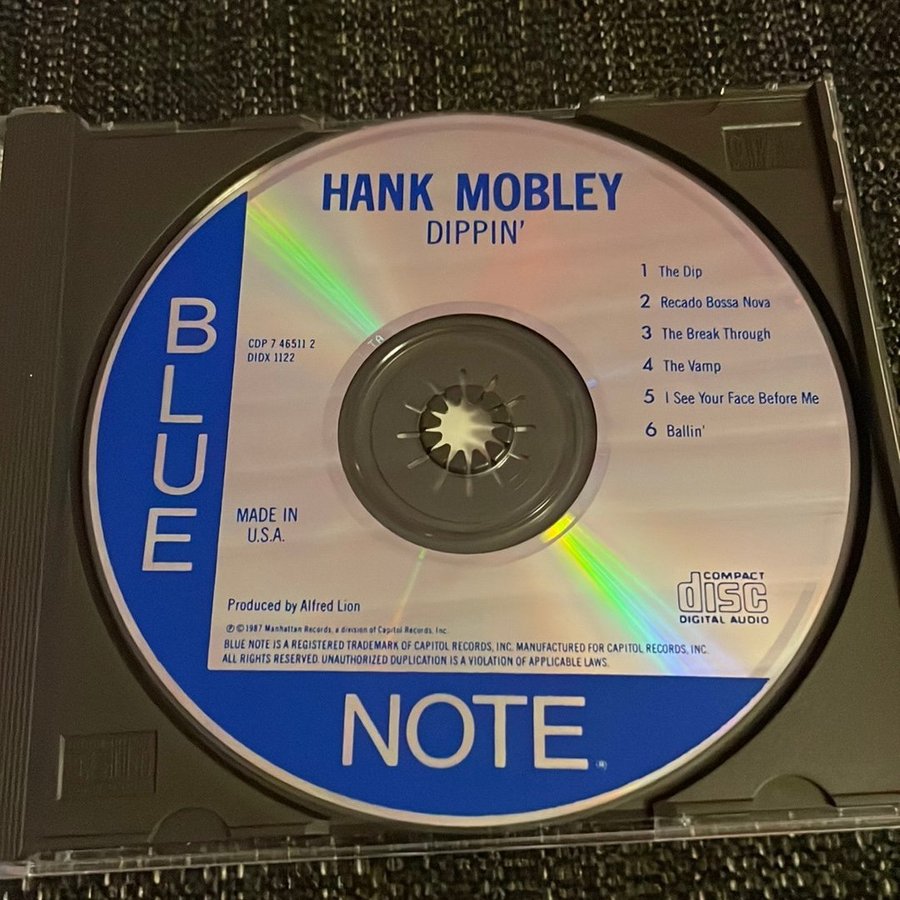 HANK MOBLEY
DIPPIN'
1 The Dip
2 Recado Bossa Nova
3 The Break Through
4 The Vamp
5 I See Your Face Before Me
6 Ballin'
CDP 7 46511 2
DIDX 1122
BLUE
MADE IN
U.S.A.
COMPACT
disc
DIGITAL AUDIO
Produced by Alfred Lion
℗ © 1987 Manhattan Records, a division of Capitol Records, Inc.
BLUE NOTE IS A REGISTERED TRADEMARK OF CAPITOL RECORDS, INC. MANUFACTURED FOR CAPITOL RECORDS, INC.
ALL RIGHTS RESERVED. UNAUTHORIZED DUPLICATION IS A VIOLATION OF APPLICABLE LAWS.
NOTE®